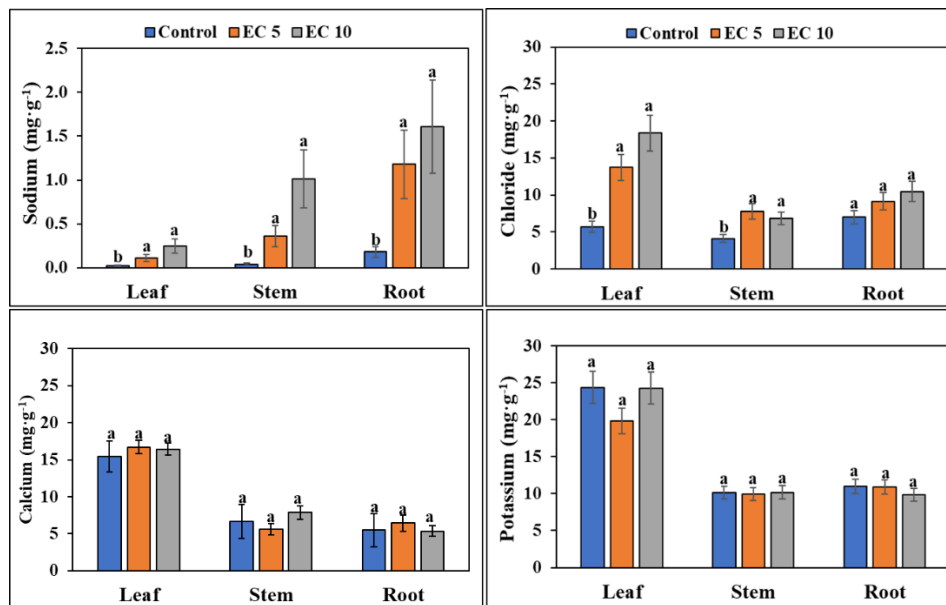 Control EC 5 EC 10
Sodium (mg·g-1)
2.5
2.0
1.5
1.0
0.5
0.0
b a a
b a a
b a a
Leaf Stem Root
Control EC 5 EC 10
Chloride (mg·g-1)
30
25
20
15
10
5
0
b a a
b a a
a a a
Leaf Stem Root
Calcium (mg·g-1)
30
25
20
15
10
5
0
a a a
a a a
a a a
Leaf Stem Root
Potassium (mg·g-1)
30
25
20
15
10
5
0
a a a
a a a
a a a
Leaf Stem Root